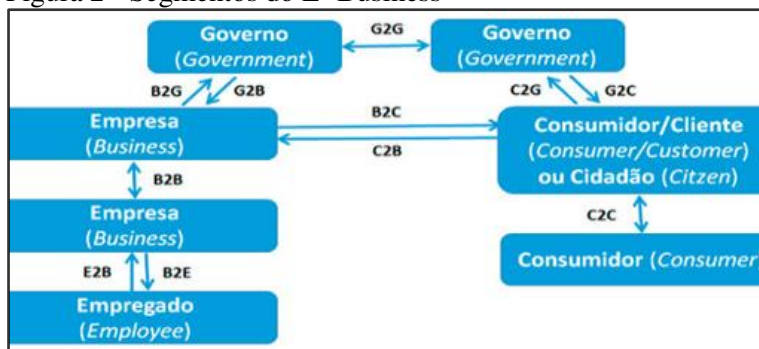 Figura 2 - Segmentos do E- Business
Governo
(Government)
G2G
Governo
(Government)
B2G
G2B
C2G
G2C
Empresa
(Business)
B2C
C2B
Consumidor/Cliente
(Consumer/Customer)
ou Cidadão (Citzen)
B2B
Empresa
(Business)
C2C
Consumidor (Consumer
E2B
B2E
Empregado
(Employee)